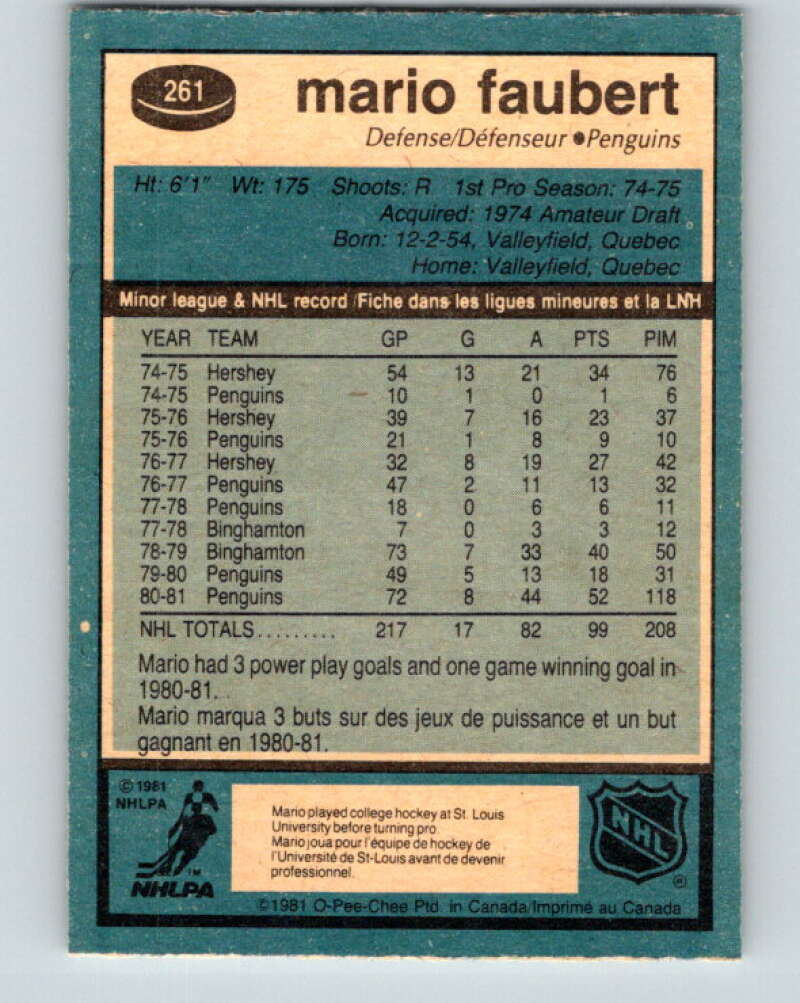 261
mario faubert
Defense/Défenseur ● Penguins
Ht: 6'1" Wt: 175 Shoots: R 1st Pro Season: 74-75
Acquired: 1974 Amateur Draft
Born: 12-2-54, Valleyfield, Quebec
Home: Valleyfield, Quebec
Minor league & NHL record/Fiche dans les ligues mineures et la LNH
YEAR TEAM GP G A PTS PIM
74-75 Hershey 54 13 21 34 76
74-75 Penguins 10 1 0 1 6
75-76 Hershey 39 7 16 23 37
75-76 Penguins 21 1 8 9 10
76-77 Hershey 32 8 19 27 42
76-77 Penguins 47 2 11 13 32
77-78 Penguins 18 0 6 6 11
77-78 Binghamton 7 0 3 3 12
78-79 Binghamton 73 7 33 40 50
79-80 Penguins 49 5 13 18 31
80-81 Penguins 72 8 44 52 118
NHL TOTALS......... 217 17 82 99 208
Mario had 3 power play goals and one game winning goal in
1980-81.
Mario marqua 3 buts sur des jeux de puissance et un but
gagnant en 1980-81.
© 1981
NHLPA
TM
NHLPA
Mario played college hockey at St. Louis
University before turning pro.
Mario joua pour l'équipe de hockey de
l'Université de St-Louis avant de devenir
professionnel.
NHL
®
©1981 O-Pee-Chee Ptd. in Canada/Imprimé au Canada